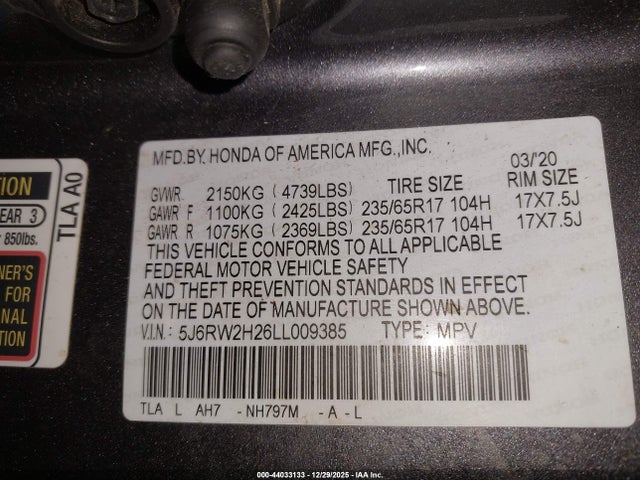 MFD.BY HONDA OF AMERICA MFG.,INC. 03/'20
GVWR 2150KG ( 4739LBS) TIRE SIZE RIM SIZE
GAWR F 1100KG ( 2425LBS) 235/65R17 104H 17X7.5J
GAWR R 1075KG ( 2369LBS) 235/65R17 104H 17X7.5J
THIS VEHICLE CONFORMS TO ALL APPLICABLE
FEDERAL MOTOR VEHICLE SAFETY
AND THEFT PREVENTION STANDARDS IN EFFECT
ON THE DATE OF MANUFACTURE SHOWN ABOVE.
V.I.N.: 5J6RW2H26LL009385 TYPE: MPV
TLA L AH7 - NH797M - A - L
TION
EAR 3
850lbs.
TLA A0
NER'S
FOR
NAL
TION
000-44033133 - 12/29/2025 - IAA Inc.